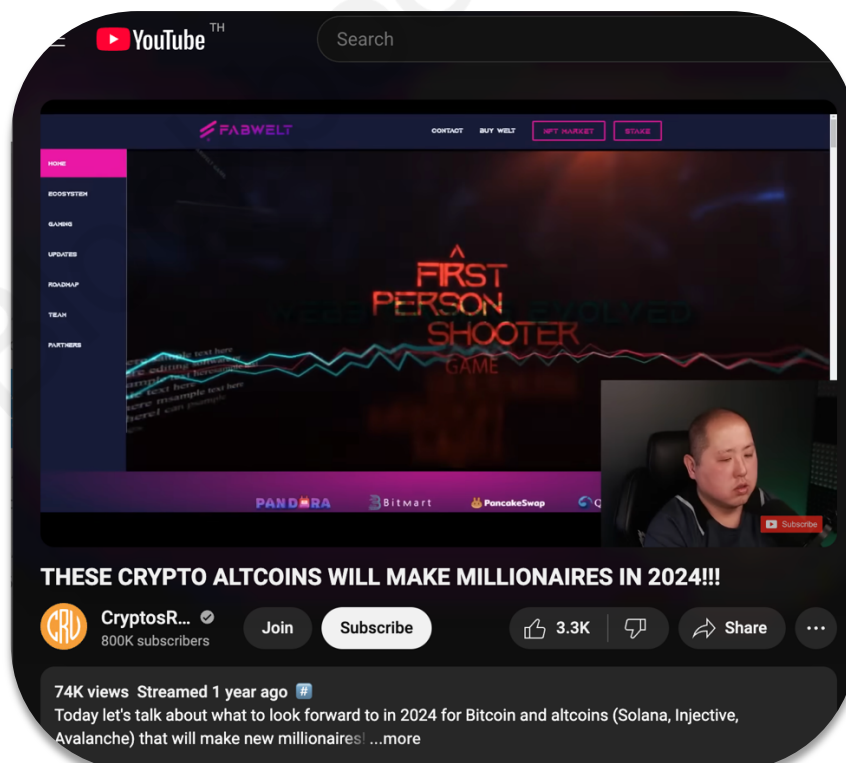 YouTube TH
Search
FABWELT
CONTACT
BUY WELT
NFT MARKET
STAKE
HOME
ECOSYSTEM
GAMING
UPDATES
ROADMAP
TEAM
PARTNERS
A
FIRST
PERSON
SHOOTER
GAME
EVOLVED
PANDORA
BitMart
PancakeSwap
Q
Subscribe
THESE CRYPTO ALTCOINS WILL MAKE MILLIONAIRES IN 2024!!!
CRU
CryptosR...
800K subscribers
Join
Subscribe
3.3K
Share
74K views Streamed 1 year ago #
Today let's talk about what to look forward to in 2024 for Bitcoin and altcoins (Solana, Injective,
Avalanche) that will make new millionaires! ...more